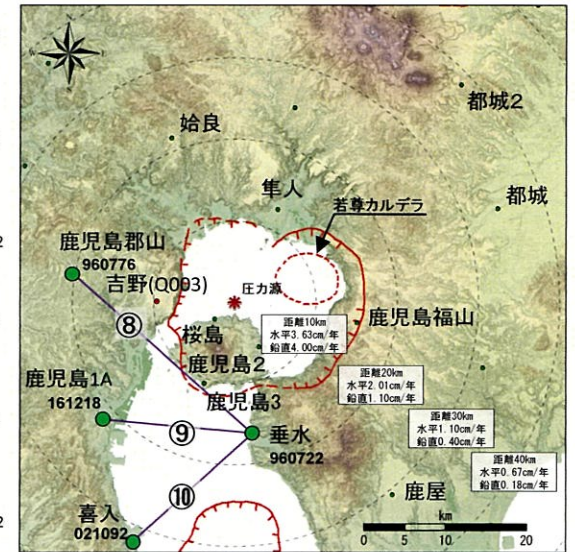 都城2
姶良
隼人
若尊カルデラ
都城
2
鹿児島郡山
960776
吉野(Q093)
圧力源
⑧
桜島
距離10km
水平3.63cm/年
鉛直4.00cm/年
鹿児島福山
鹿児島2
鹿児島1A
161218
鹿児島3
距離20km
水平2.01cm/年
鉛直1.10cm/年
⑨
垂水
960722
距離30km
水平1.10cm/年
鉛直0.40cm/年
距離40km
水平0.67cm/年
鉛直0.18cm/年
⑩
鹿屋
喜入
021092
2
km
0 5 10 20